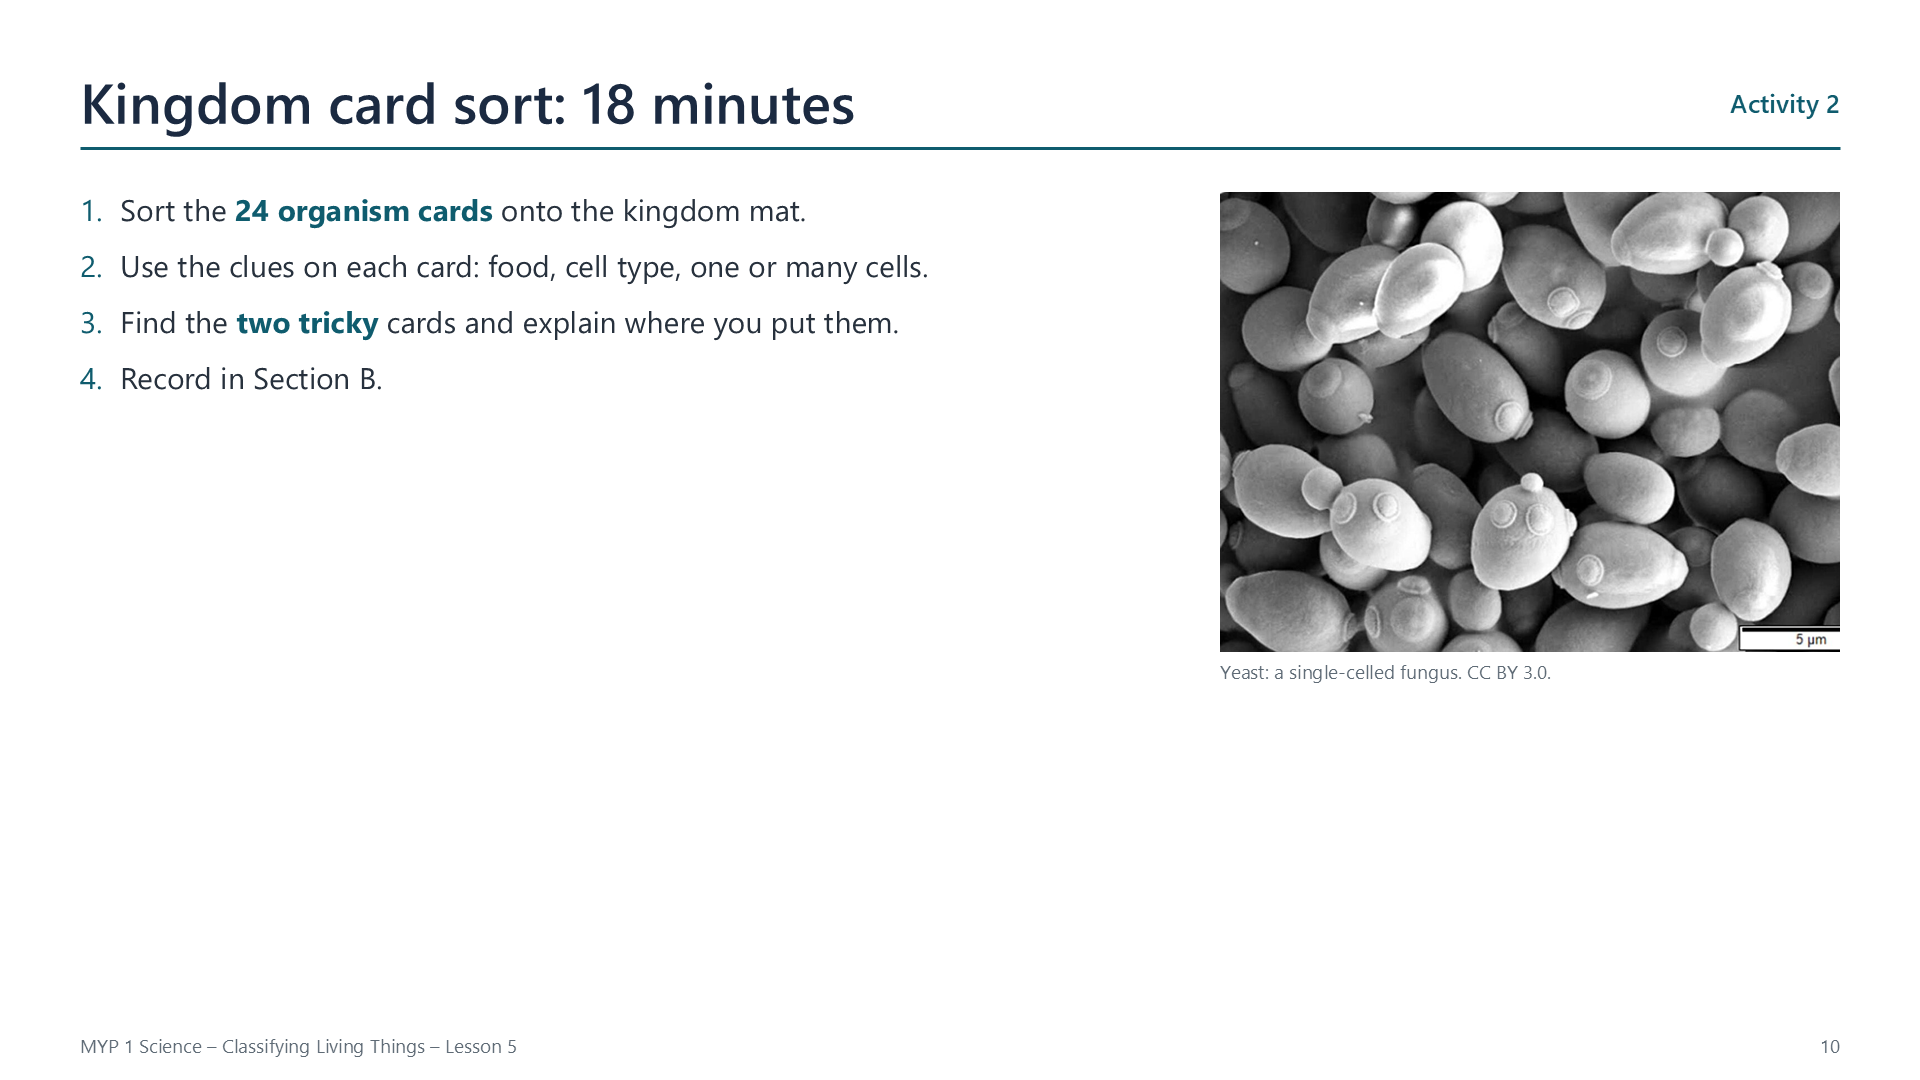 Kingdom card sort: 18 minutes
Activity 2
1. Sort the 24 organism cards onto the kingdom mat.
2. Use the clues on each card: food, cell type, one or many cells.
3. Find the two tricky cards and explain where you put them.
4. Record in Section B.
5 µm
Yeast: a single-celled fungus. CC BY 3.0.
MYP 1 Science – Classifying Living Things – Lesson 5
10